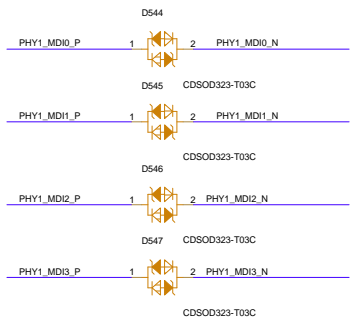 D544
PHY1_MDI0_P 1 2 PHY1_MDI0_N
D545 CDSOD323-T03C
PHY1_MDI1_P 1 2 PHY1_MDI1_N
CDSOD323-T03C
D546
PHY1_MDI2_P 1 2 PHY1_MDI2_N
D547 CDSOD323-T03C
PHY1_MDI3_P 1 2 PHY1_MDI3_N
CDSOD323-T03C